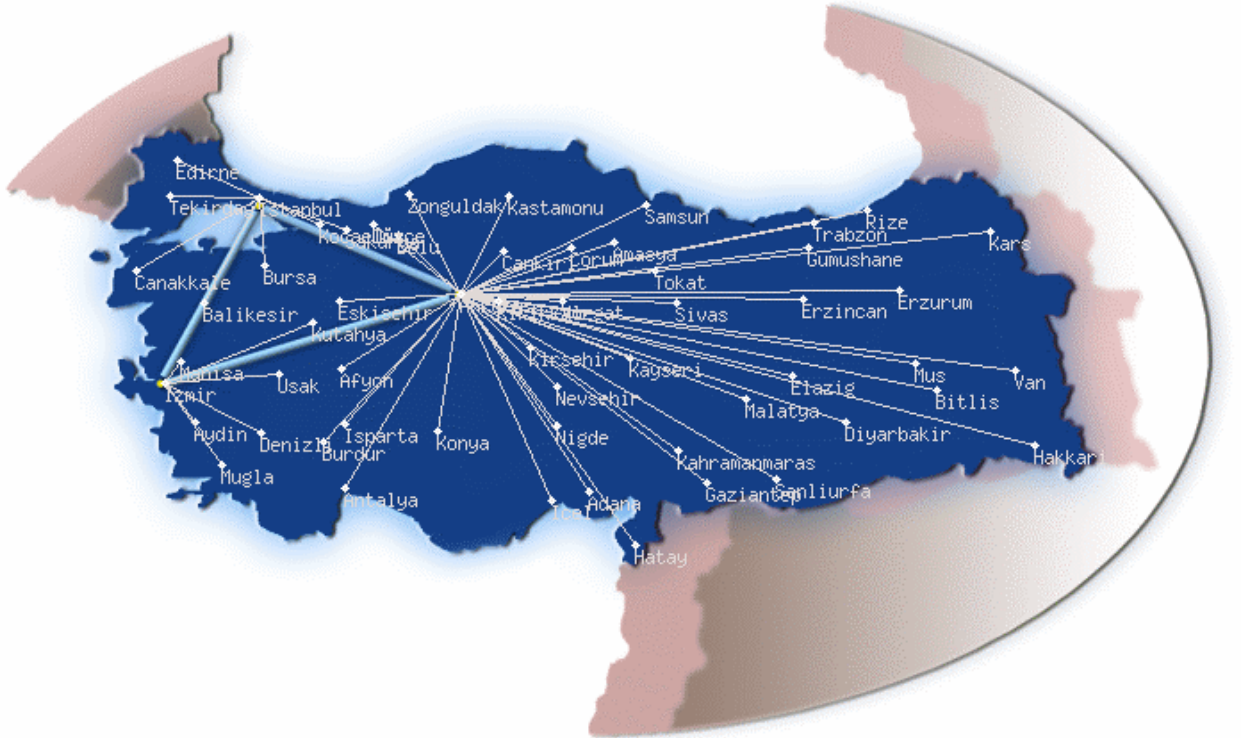 Edirne
Tekirdag
Istanbul
Zonguldak
Kastamonu
Samsun
Rize
Trabzon
Kars
Kocaeli
Bolu
Cankiri
Corum
Amasya
Gumushane
Canakkale
Bursa
Tokat
Balikesir
Eskisehir
Sivas
Erzincan
Erzurum
Kutahya
Kirsehir
Kayseri
Manisa
Usak
Afyon
Izmir
Nevsehir
Elazig
Mus
Van
Malatya
Bitlis
Aydin
Denizli
Isparta
Burdur
Konya
Nigde
Diyarbakir
Hakkari
Mugla
Kahramanmaras
Antalya
Icel
Adana
Gaziantep
Sanliurfa
Hatay